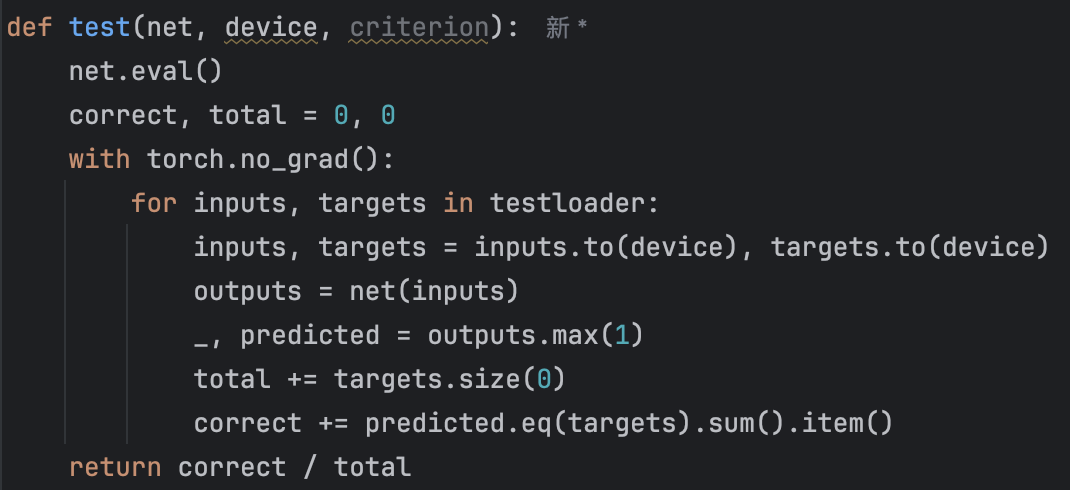 def test(net, device, criterion): 新 *
    net.eval()
    correct, total = 0, 0
    with torch.no_grad():
        for inputs, targets in testloader:
            inputs, targets = inputs.to(device), targets.to(device)
            outputs = net(inputs)
            _, predicted = outputs.max(1)
            total += targets.size(0)
            correct += predicted.eq(targets).sum().item()
    return correct / total